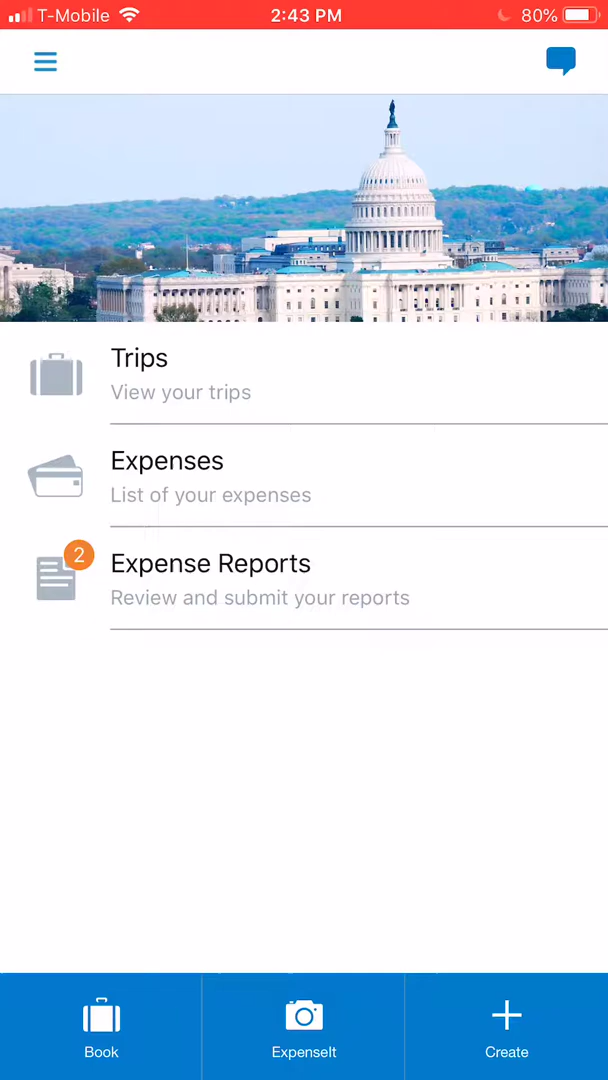 T-Mobile 2:43 PM 80%
Trips
View your trips
Expenses
List of your expenses
2
Expense Reports
Review and submit your reports
Book ExpenseIt Create